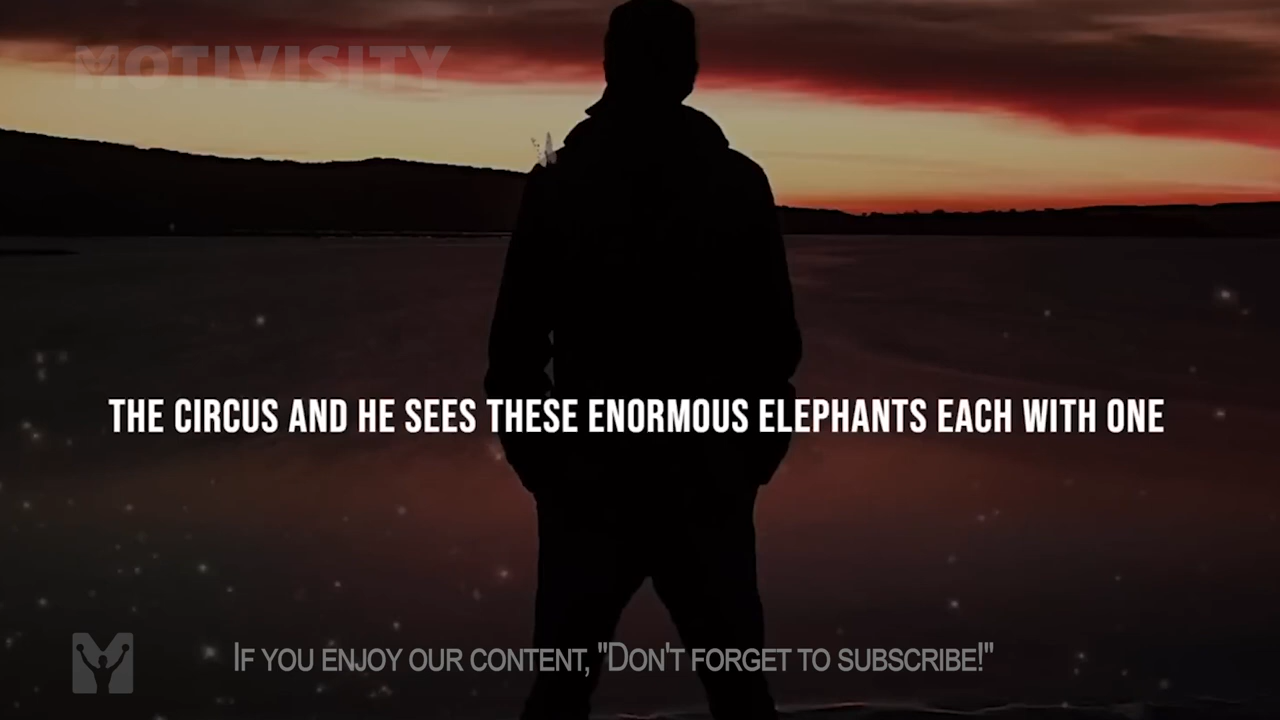 MOTIVISITY
THE CIRCUS AND HE SEES THESE ENORMOUS ELEPHANTS EACH WITH ONE
IF YOU ENJOY OUR CONTENT, "DON'T FORGET TO SUBSCRIBE!"